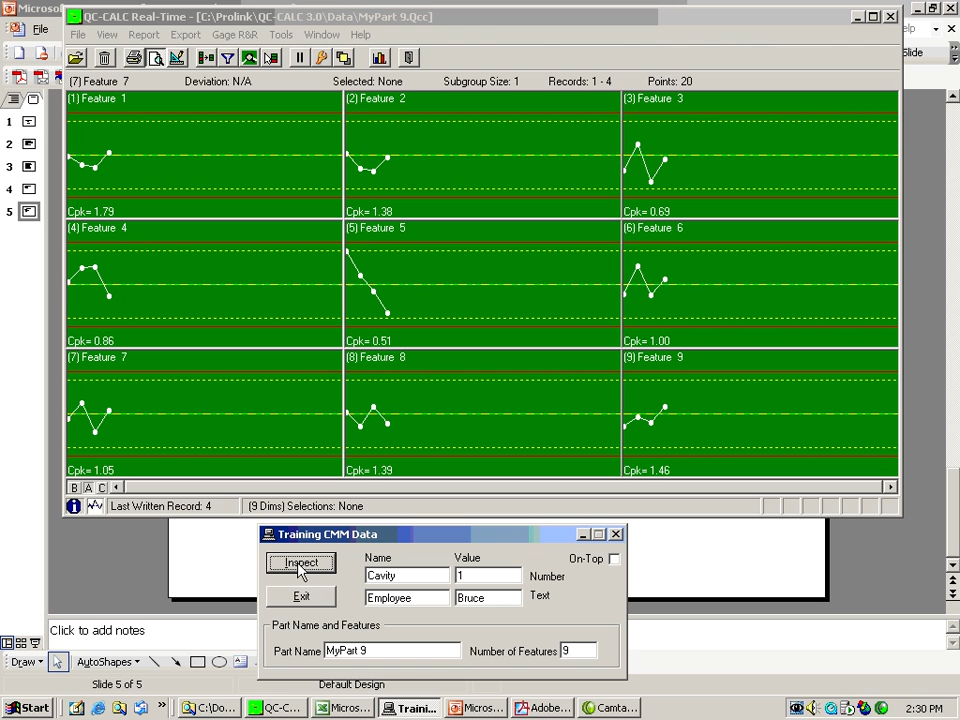 Microso
QC-CALC Real-Time - [C:\Prolink\QC-CALC 3.0\Data\MyPart 9.Qcc]
File
File View Report Export Gage R&R Tools Window Help
elp
Slide
(7) Feature 7 Deviation: N/A Selected: None Subgroup Size: 1 Records: 1 - 4 Points: 20
(1) Feature 1 (2) Feature 2 (3) Feature 3
Cpk= 1.79 Cpk= 1.38 Cpk= 0.69
(4) Feature 4 (5) Feature 5 (6) Feature 6
Cpk= 0.86 Cpk= 0.51 Cpk= 1.00
(7) Feature 7 (8) Feature 8 (9) Feature 9
Cpk= 1.05 Cpk= 1.39 Cpk= 1.46
1
2
3
4
5
B A C
Last Written Record: 4 (9 Dims) Selections: None
Training CMM Data
Inspect Name Value On-Top
Cavity 1 Number
Exit Employee Bruce Text
Part Name and Features
Part Name MyPart 9 Number of Features 9
Click to add notes
Draw AutoShapes
Slide 5 of 5 Default Design
Start C:\Do... QC-C... Micros... Traini... Micros... Adobe... Camta... 2:30 PM